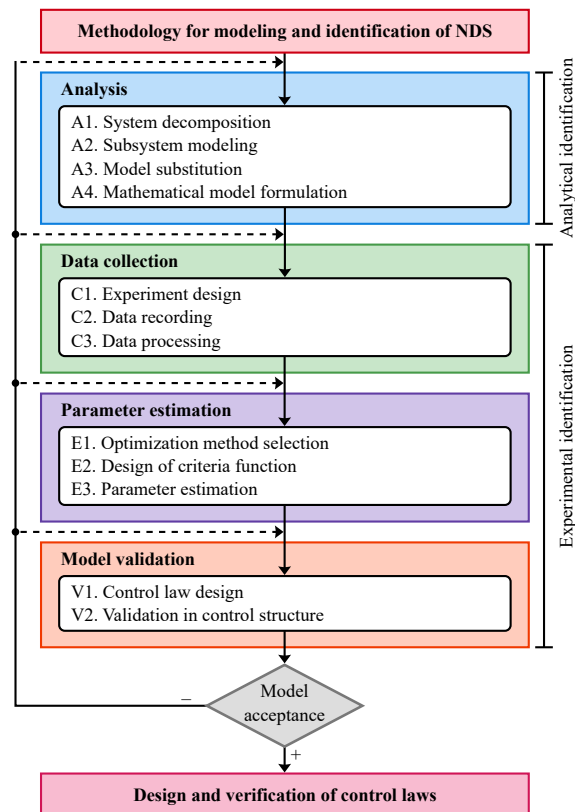 Methodology for modeling and identification of NDS
Analysis
A1. System decomposition
A2. Subsystem modeling
A3. Model substitution
A4. Mathematical model formulation
Analytical identification
Data collection
C1. Experiment design
C2. Data recording
C3. Data processing
Parameter estimation
E1. Optimization method selection
E2. Design of criteria function
E3. Parameter estimation
Model validation
V1. Control law design
V2. Validation in control structure
Experimental identification
Model
acceptance
–
+
Design and verification of control laws